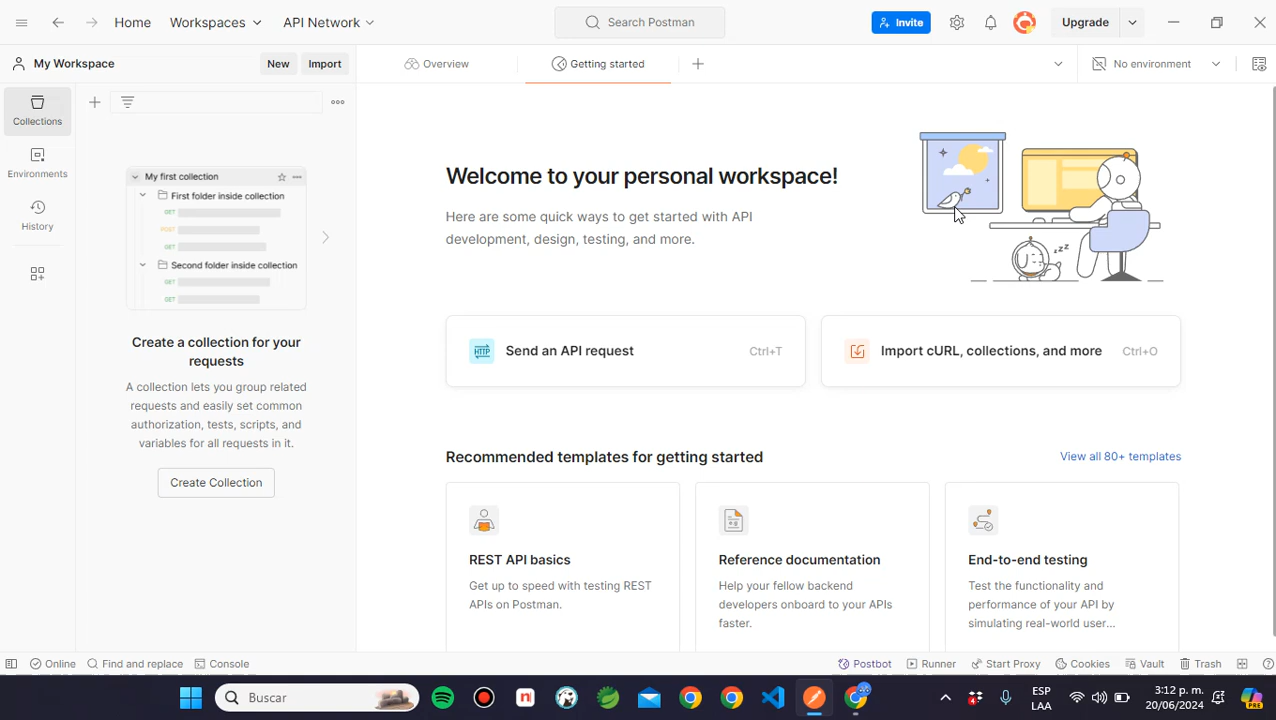 Home
Workspaces
API Network
Search Postman
Invite
Upgrade
My Workspace
New
Import
Overview
Getting started
No environment
Collections
Environments
History
My first collection
First folder inside collection
GET
POST
GET
Second folder inside collection
GET
GET
Create a collection for your
requests
A collection lets you group related
requests and easily set common
authorization, tests, scripts, and
variables for all requests in it.
Create Collection
Welcome to your personal workspace!
Here are some quick ways to get started with API
development, design, testing, and more.
zzz
HTTP
Send an API request
Ctrl+T
Import cURL, collections, and more
Ctrl+O
Recommended templates for getting started
View all 80+ templates
REST API basics
Get up to speed with testing REST
APIs on Postman.
Reference documentation
Help your fellow backend
developers onboard to your APIs
faster.
End-to-end testing
Test the functionality and
performance of your API by
simulating real-world user...
Online
Find and replace
Console
Postbot
Runner
Start Proxy
Cookies
Vault
Trash
Buscar
ESP
LAA
3:12 p. m.
20/06/2024
PRE